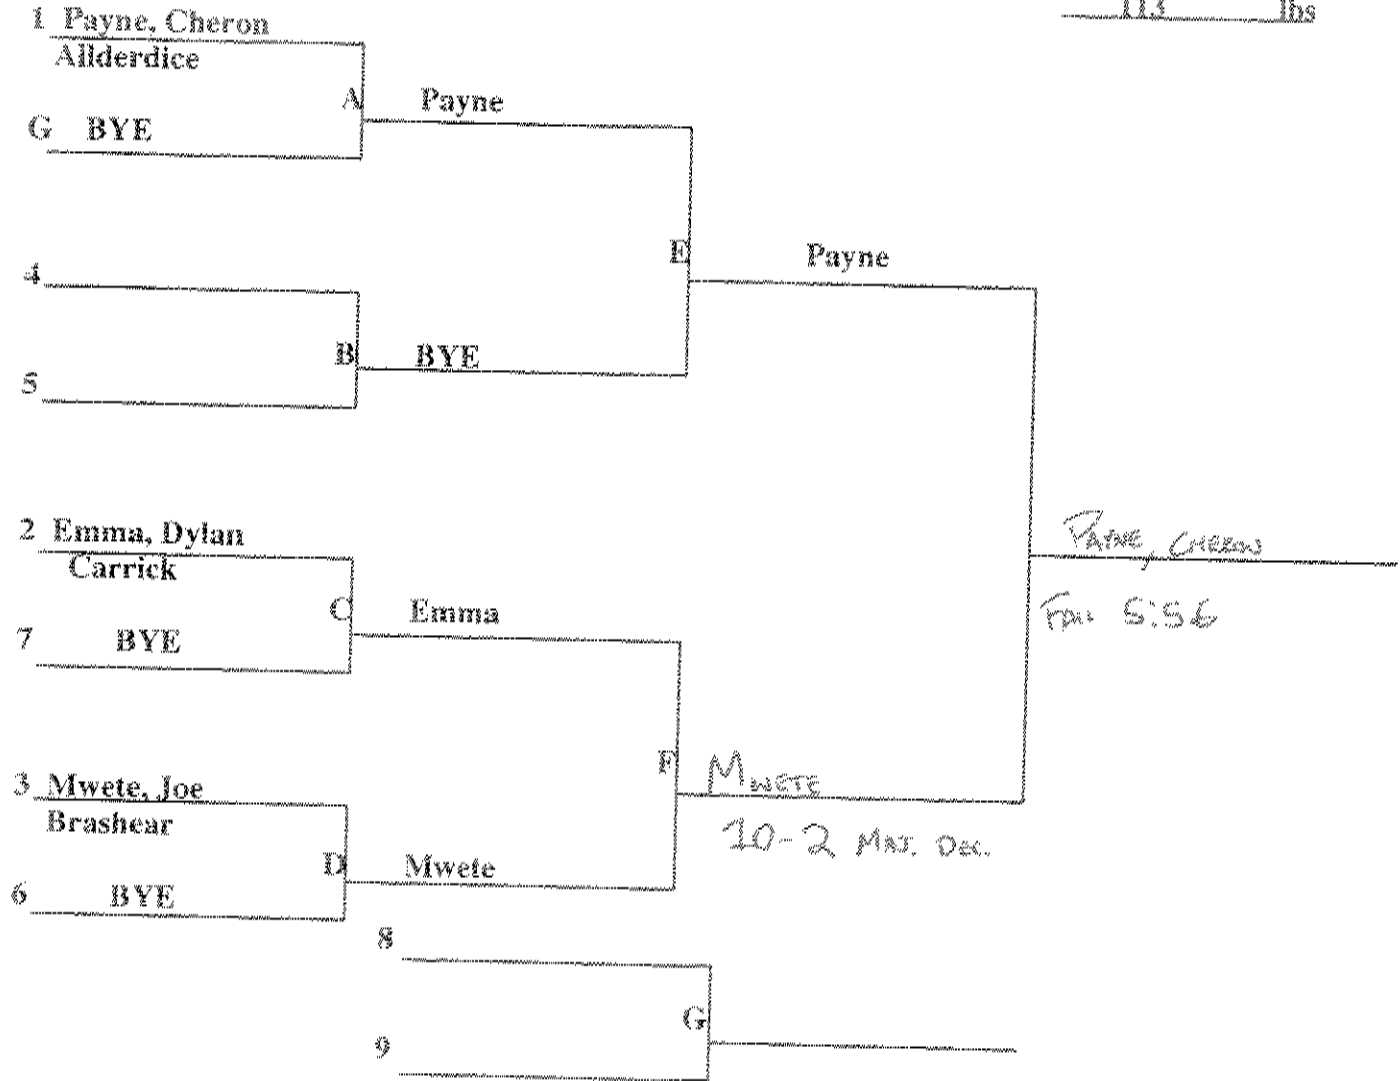 113 lbs
1 Payne, Cheron
Allderdice
A Payne
G BYE
E Payne
4
B BYE
5
2 Emma, Dylan
Carrick
C Emma
7 BYE
PAYNE, CHERON
FALL 5:56
F MWETE
10-2 MAJ. DEC.
3 Mwete, Joe
Brashear
D Mwete
6 BYE
8
G
9